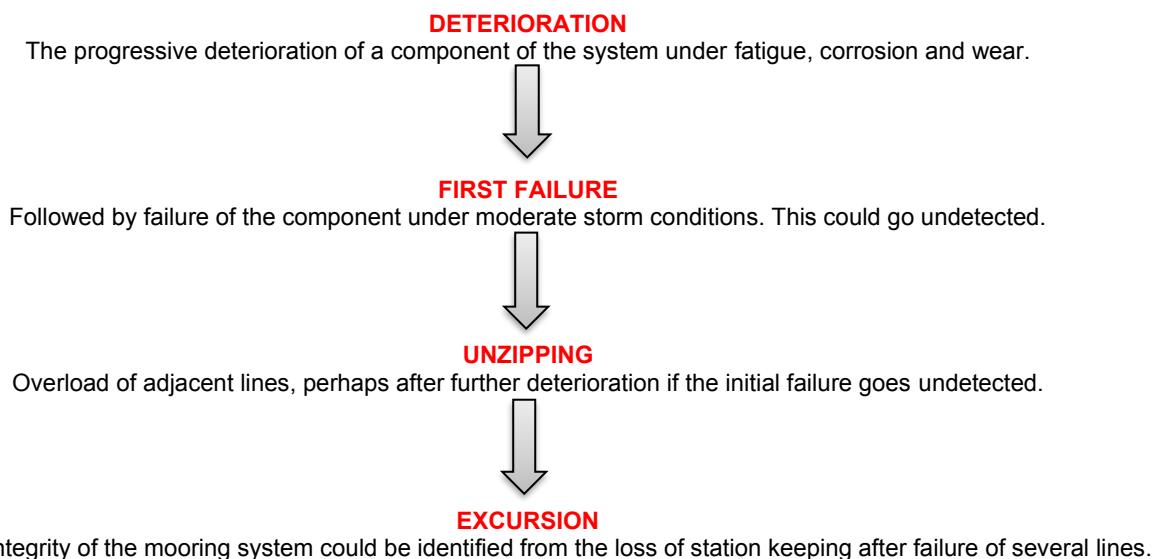 DETERIORATION
The progressive deterioration of a component of the system under fatigue, corrosion and wear.
FIRST FAILURE
Followed by failure of the component under moderate storm conditions. This could go undetected.
UNZIPPING
Overload of adjacent lines, perhaps after further deterioration if the initial failure goes undetected.
EXCURSION
ntegrity of the mooring system could be identified from the loss of station keeping after failure of several lines.